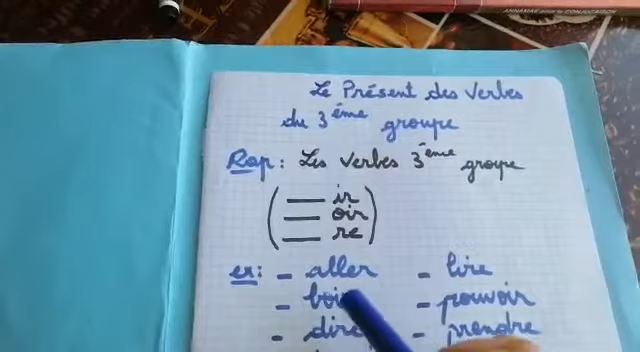 Le Présent des Verbes
du 3ème groupe
Rap: Les verbes 3ème groupe
( — ir
— oir
— re )
ex: - aller - lire
- - pouvoir
- dire - prendre